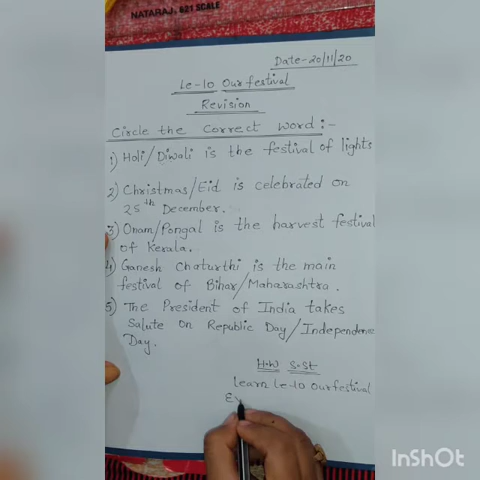 NATARAJ, 621 SCALE
Date-20/11/20
Le-10 Our festival
Revision
Circle the Correct Word:-
1) Holi/Diwali is the festival of lights
2) Christmas/Eid is celebrated on
25th December.
3) Onam/Pongal is the harvest festival
of Kerala.
4) Ganesh Chaturthi is the main
festival of Bihar/Maharashtra.
5) The President of India takes
Salute on Republic Day/Independence
Day.
H.W S.St
Learn Le-10 Our festival
Ex
InShOt